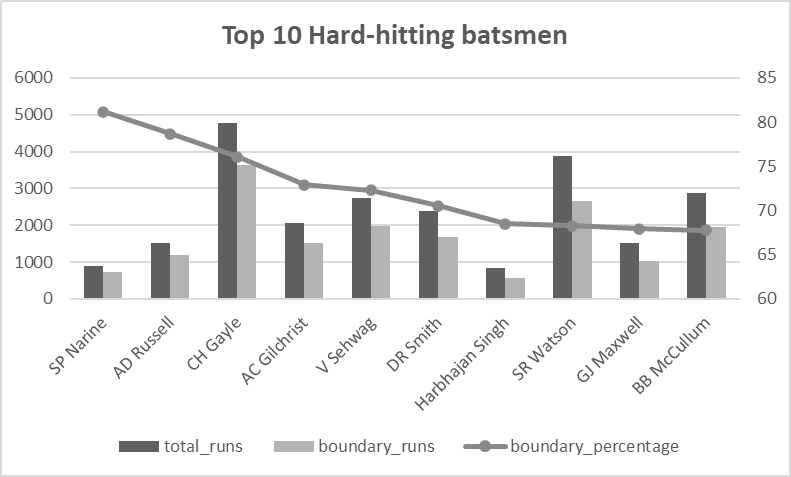 Top 10 Hard-hitting batsmen
6000
5000
4000
3000
2000
1000
0
85
80
75
70
65
60
SP Narine
AD Russell
CH Gayle
AC Gilchrist
V Sehwag
DR Smith
Harbhajan Singh
SR Watson
GJ Maxwell
BB McCullum
total_runs boundary_runs boundary_percentage